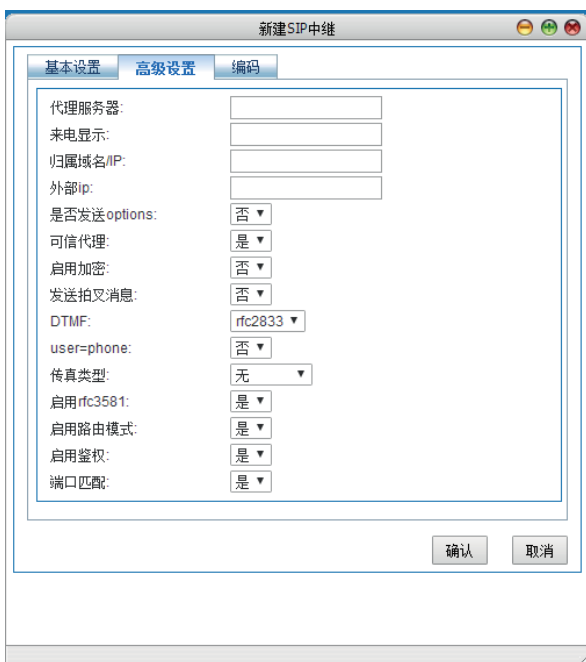 新建SIP中继
基本设置 高级设置 编码
代理服务器:
来电显示:
归属域名/IP:
外部ip:
是否发送options: 否
可信代理: 是
启用加密: 否
发送拍叉消息: 否
DTMF: rfc2833
user=phone: 否
传真类型: 无
启用rfc3581: 是
启用路由模式: 是
启用鉴权: 是
端口匹配: 是
确认 取消